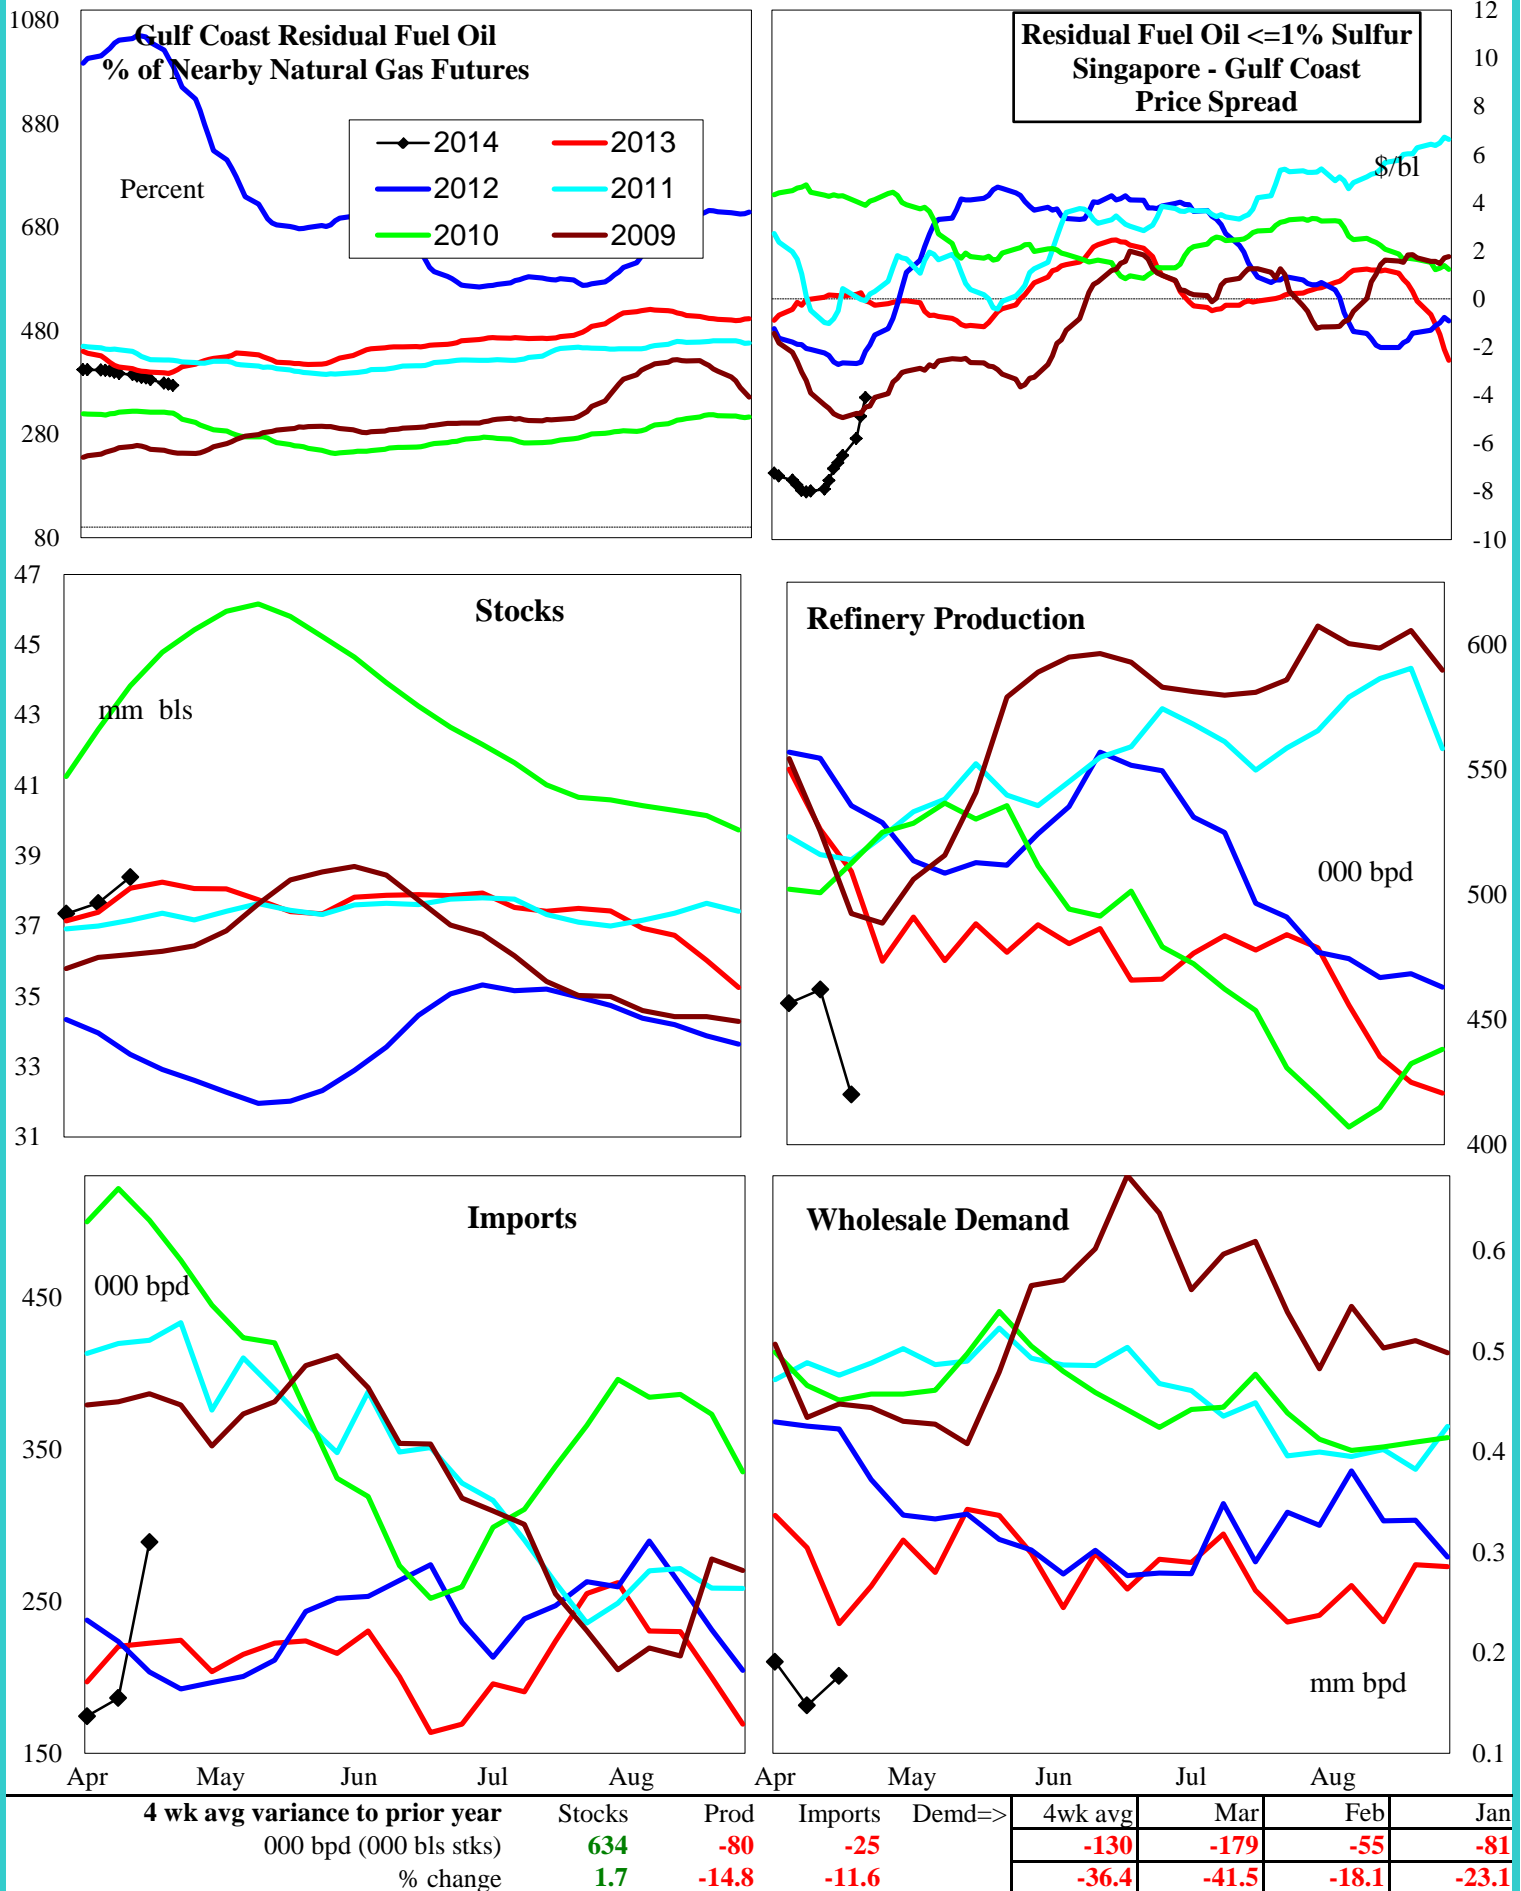 Gulf Coast Residual Fuel Oil
% of Nearby Natural Gas Futures
1080
880
680
480
280
80
Percent
2014 2013
2012 2011
2010 2009
Residual Fuel Oil <=1% Sulfur
Singapore - Gulf Coast
Price Spread
$/bl
12
10
8
6
4
2
0
-2
-4
-6
-8
-10
Stocks
mm bls
47
45
43
41
39
37
35
33
31
Refinery Production
000 bpd
600
550
500
450
400
Imports
000 bpd
450
350
250
150
Apr May Jun Jul Aug
Wholesale Demand
mm bpd
0.6
0.5
0.4
0.3
0.2
0.1
Apr May Jun Jul Aug
4 wk avg variance to prior year Stocks Prod Imports Demd=> 4wk avg Mar Feb Jan
000 bpd (000 bls stks) 634 -80 -25 -130 -179 -55 -81
% change 1.7 -14.8 -11.6 -36.4 -41.5 -18.1 -23.1